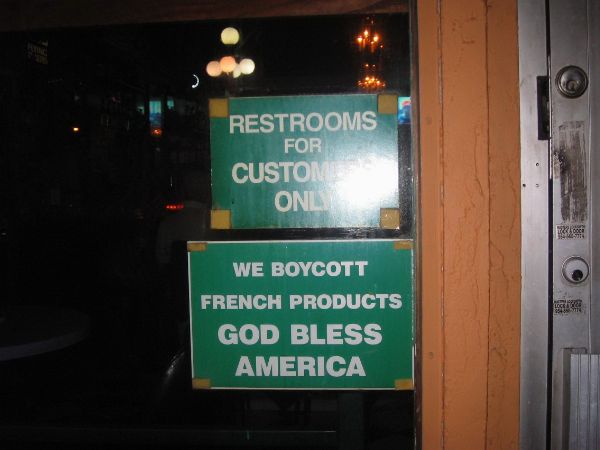 RESTROOMS
FOR
CUSTOMERS
ONLY
WE BOYCOTT
FRENCH PRODUCTS
GOD BLESS
AMERICA